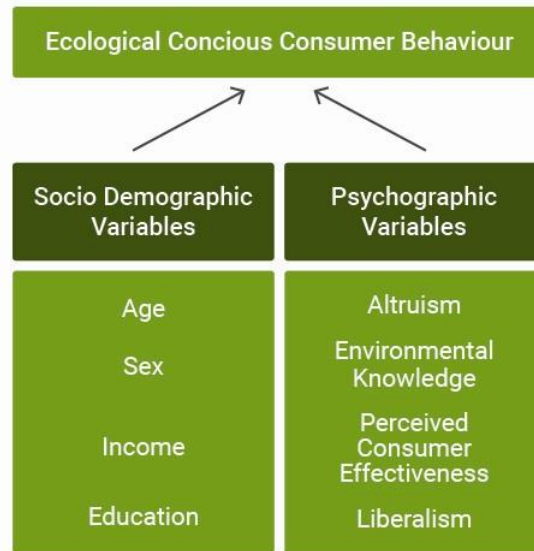 Ecological Concious Consumer Behaviour
Socio Demographic
Variables
Age
Sex
Income
Education
Psychographic
Variables
Altruism
Environmental
Knowledge
Perceived
Consumer
Effectiveness
Liberalism